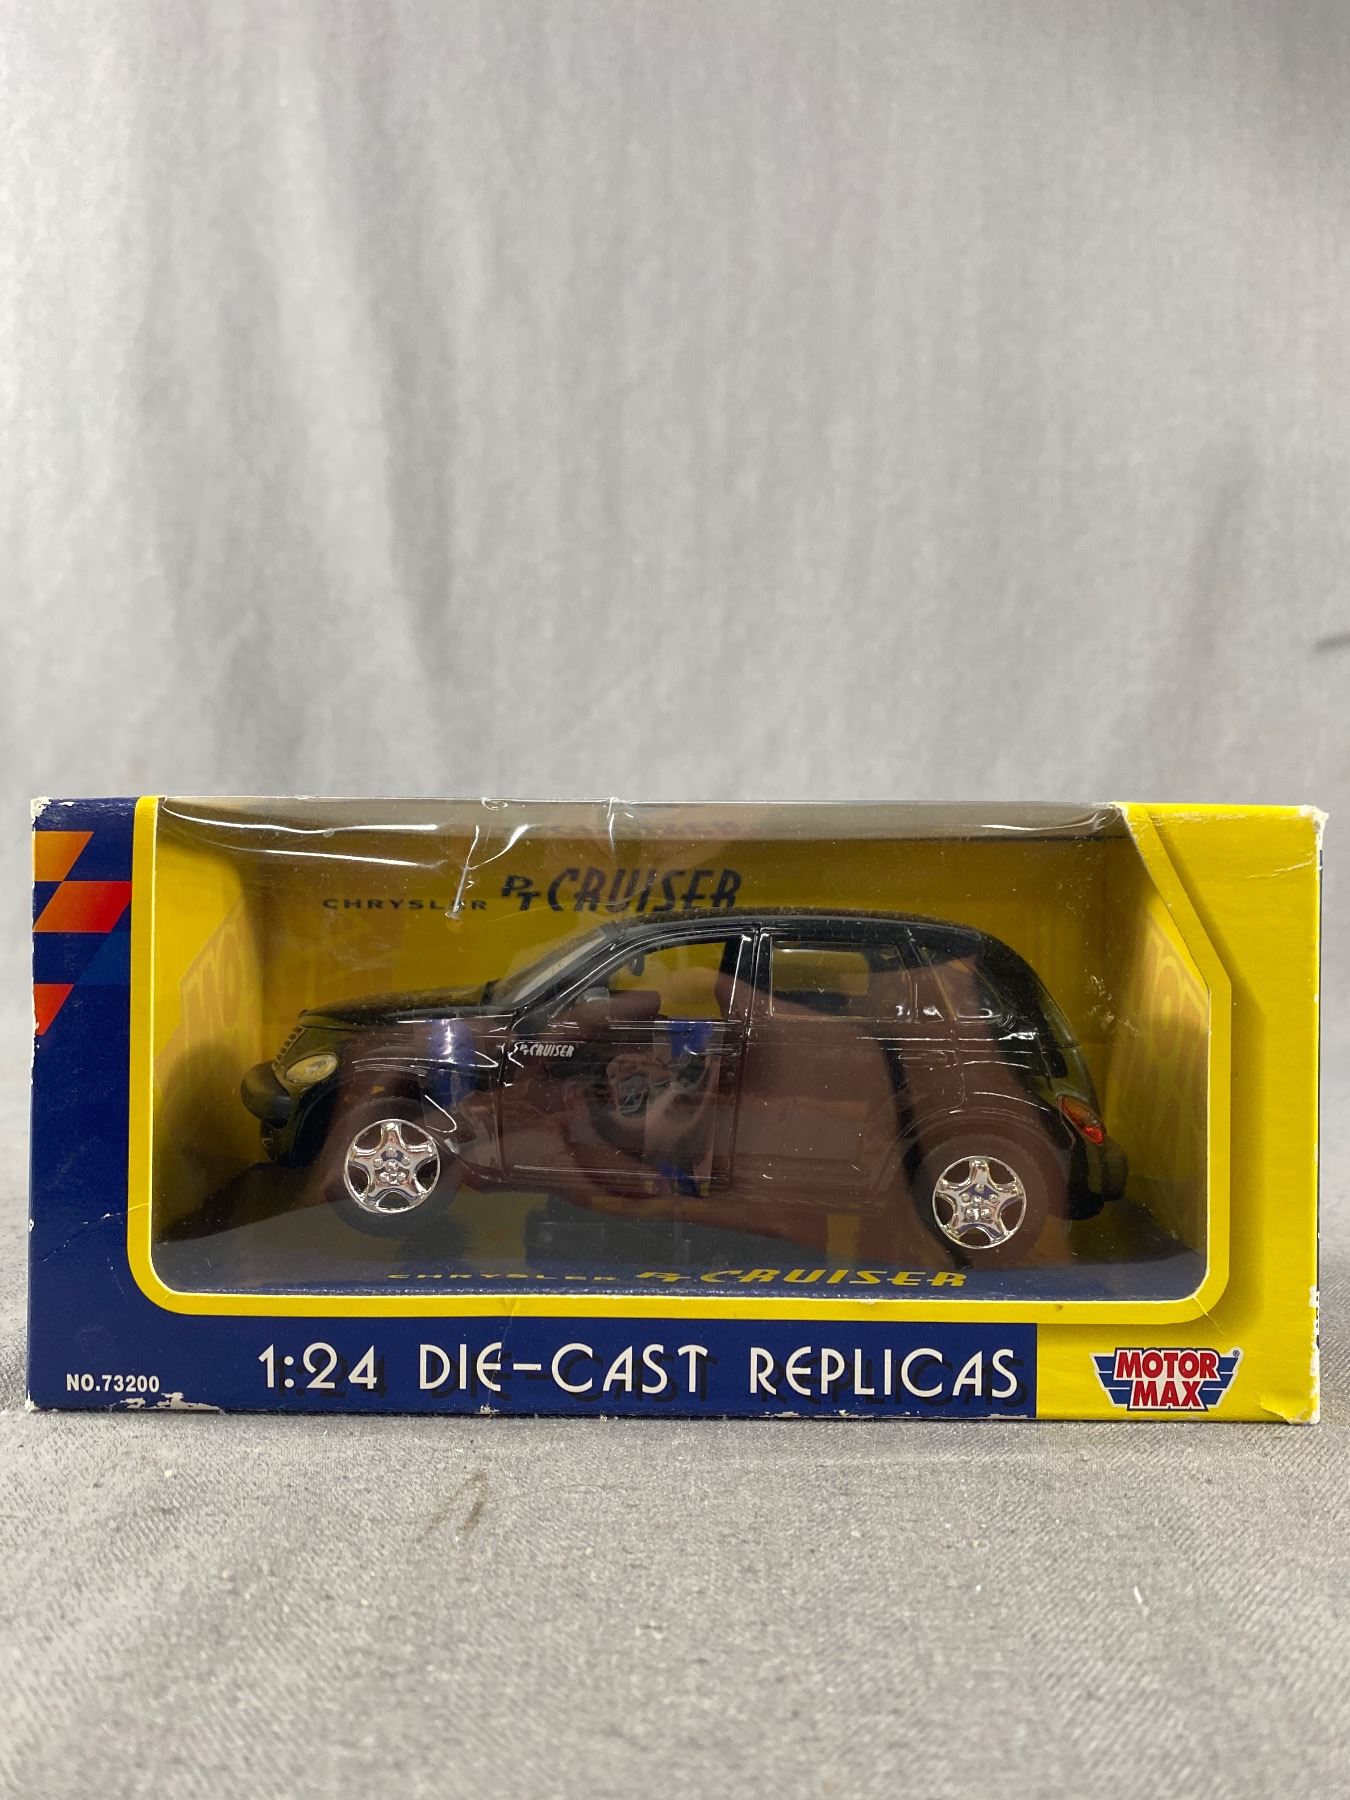 CHRYSLER PT CRUISER
PT CRUISER
CHRYSLER PT CRUISER
1:24 DIE-CAST REPLICAS
NO.73200
MOTOR
MAX
®